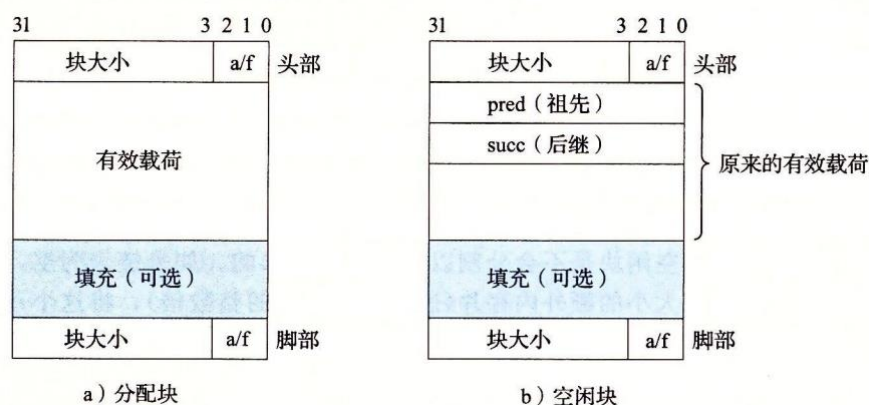 31 3 2 1 0
块大小 a/f 头部
有效载荷
填充（可选）
块大小 a/f 脚部
a）分配块
31 3 2 1 0
块大小 a/f 头部
pred（祖先）
succ（后继）
原来的有效载荷
填充（可选）
块大小 a/f 脚部
b）空闲块